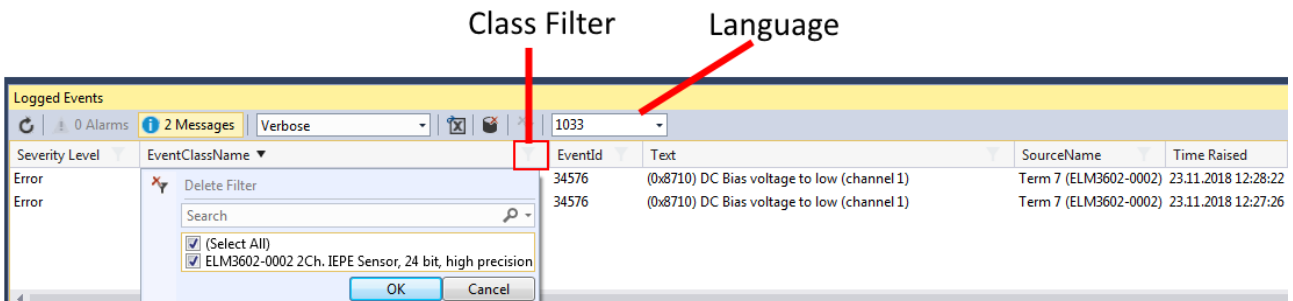 Class Filter Language
Logged Events
0 Alarms 2 Messages Verbose 1033
Severity Level EventClassName EventId Text SourceName Time Raised
Error 34576 (0x8710) DC Bias voltage to low (channel 1) Term 7 (ELM3602-0002) 23.11.2018 12:28:22
Error 34576 (0x8710) DC Bias voltage to low (channel 1) Term 7 (ELM3602-0002) 23.11.2018 12:27:26
Delete Filter
Search
(Select All)
ELM3602-0002 2Ch. IEPE Sensor, 24 bit, high precision
OK Cancel